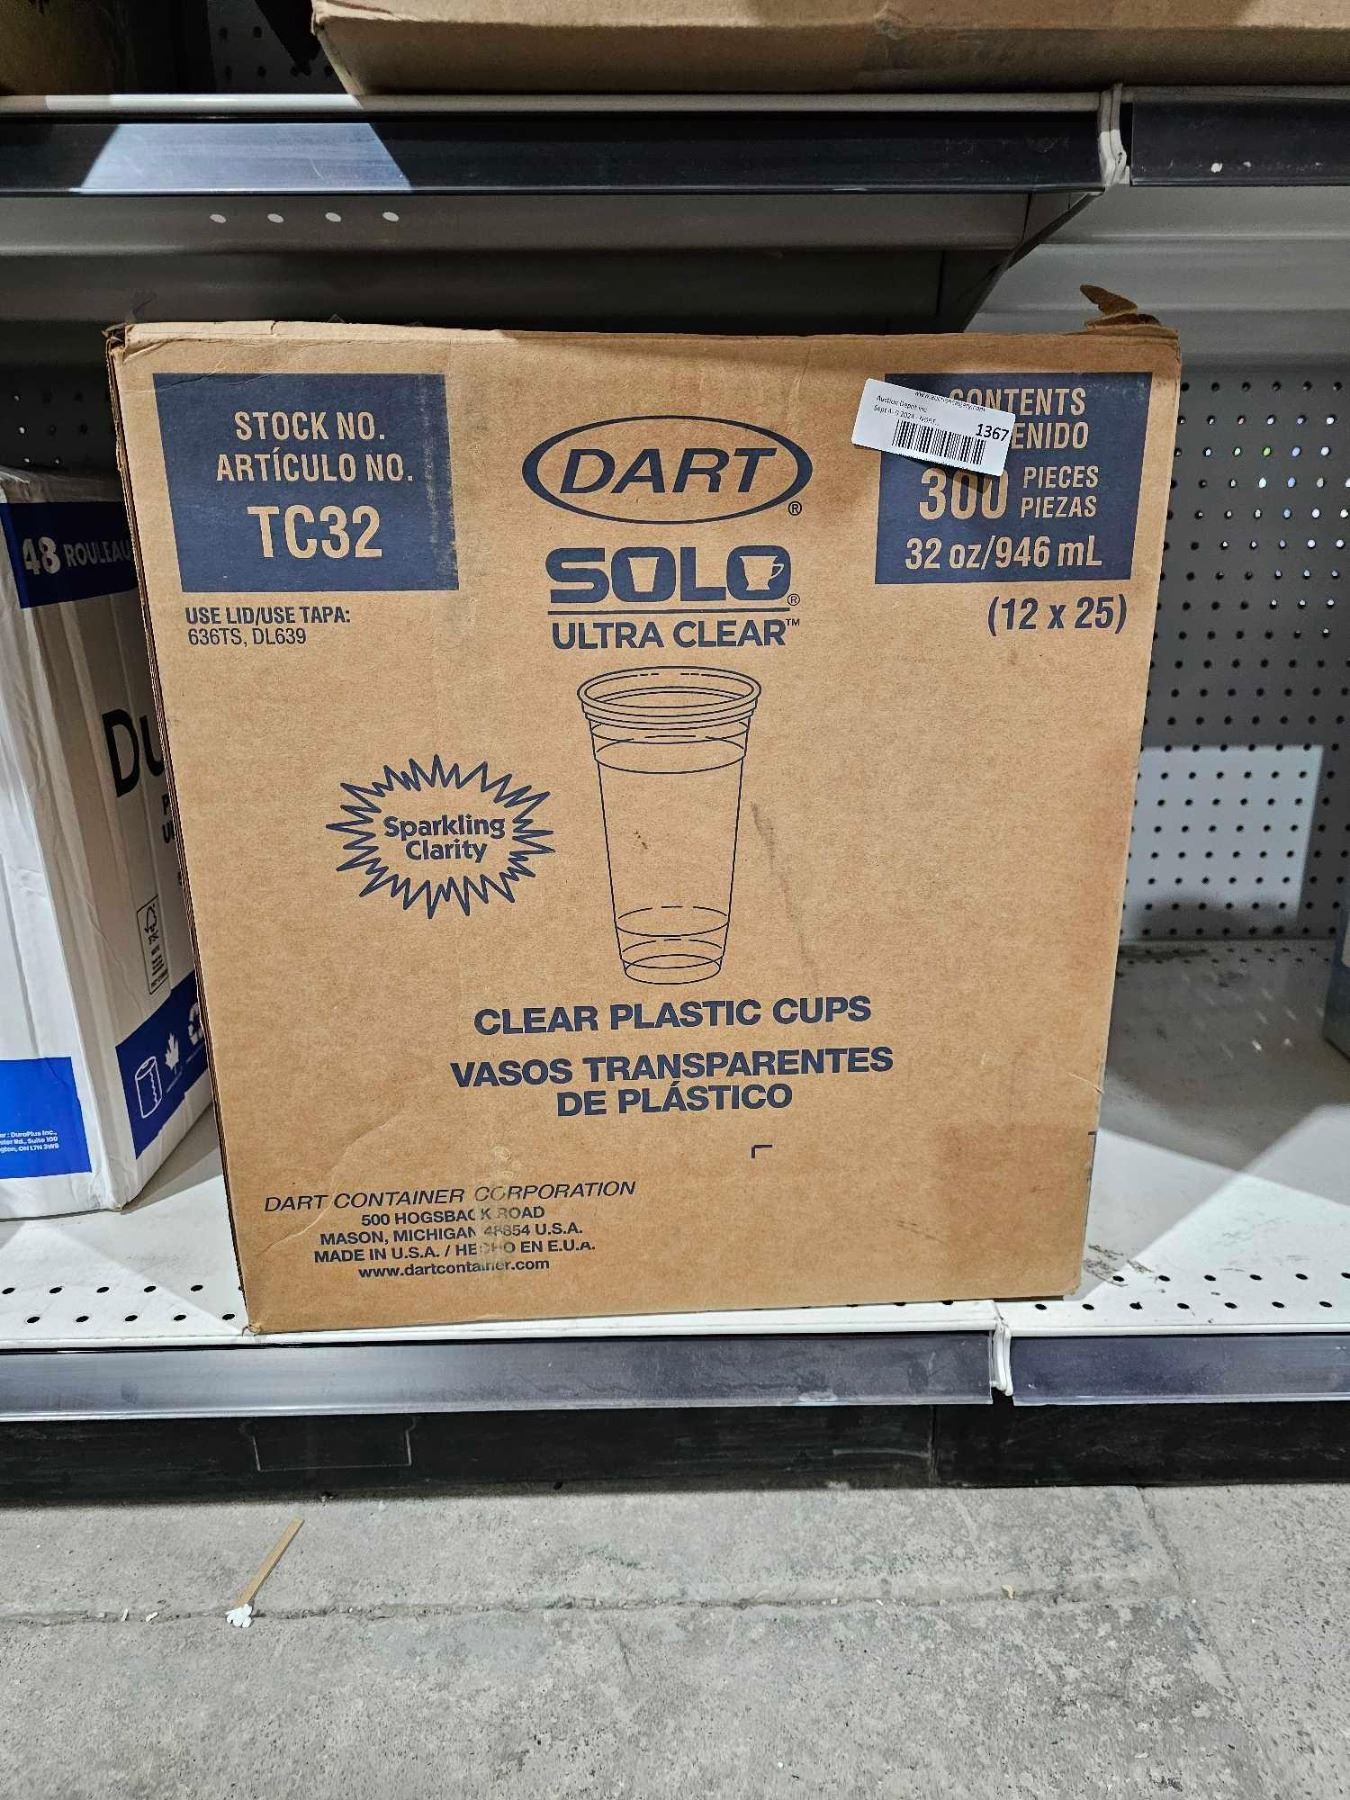 STOCK NO.
ARTÍCULO NO.
TC32
USE LID/USE TAPA:
636TS, DL639
DART®
SOLO®
ULTRA CLEAR™
1367
CONTENTS
ENIDO
300 PIECES
PIEZAS
32 oz/946 mL
(12 x 25)
Sparkling
Clarity
CLEAR PLASTIC CUPS
VASOS TRANSPARENTES
DE PLÁSTICO
DART CONTAINER CORPORATION
500 HOGSBACK ROAD
MASON, MICHIGAN 48854 U.S.A.
MADE IN U.S.A. / HECHO EN E.U.A.
www.dartcontainer.com
48 ROULEAU
Du
P